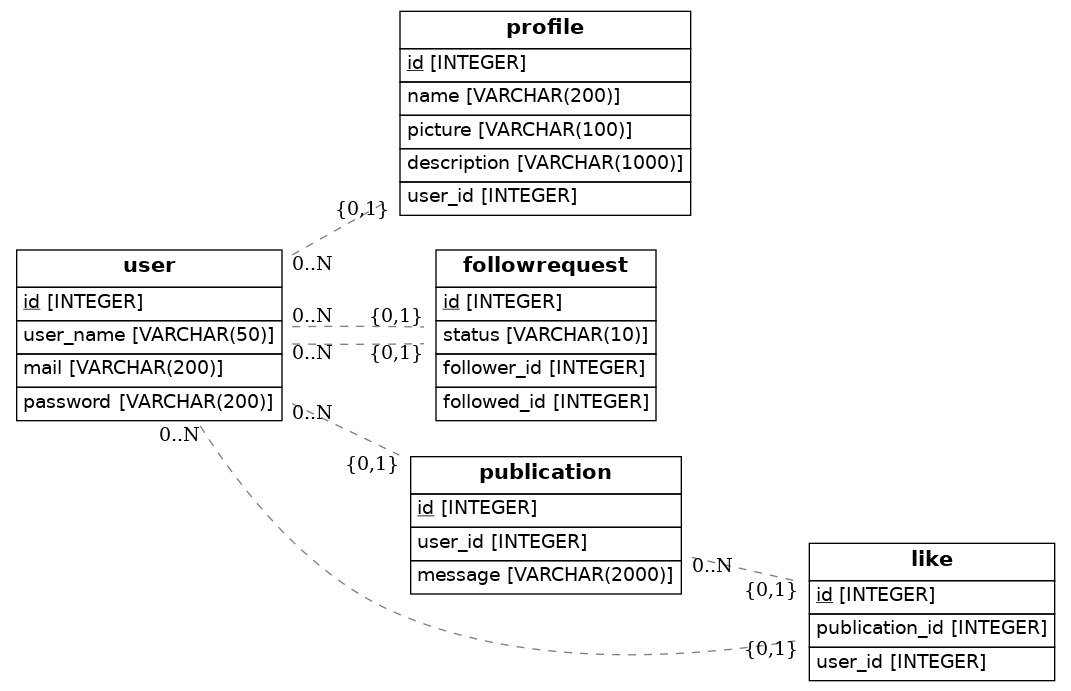 profile
id [INTEGER]
name [VARCHAR(200)]
picture [VARCHAR(100)]
description [VARCHAR(1000)]
user_id [INTEGER]
{0,1}
0..N
user
id [INTEGER]
user_name [VARCHAR(50)]
mail [VARCHAR(200)]
password [VARCHAR(200)]
followrequest
id [INTEGER]
status [VARCHAR(10)]
follower_id [INTEGER]
followed_id [INTEGER]
0..N {0,1}
0..N {0,1}
0..N
{0,1}
0..N
publication
id [INTEGER]
user_id [INTEGER]
message [VARCHAR(2000)]
0..N
{0,1}
{0,1}
like
id [INTEGER]
publication_id [INTEGER]
user_id [INTEGER]